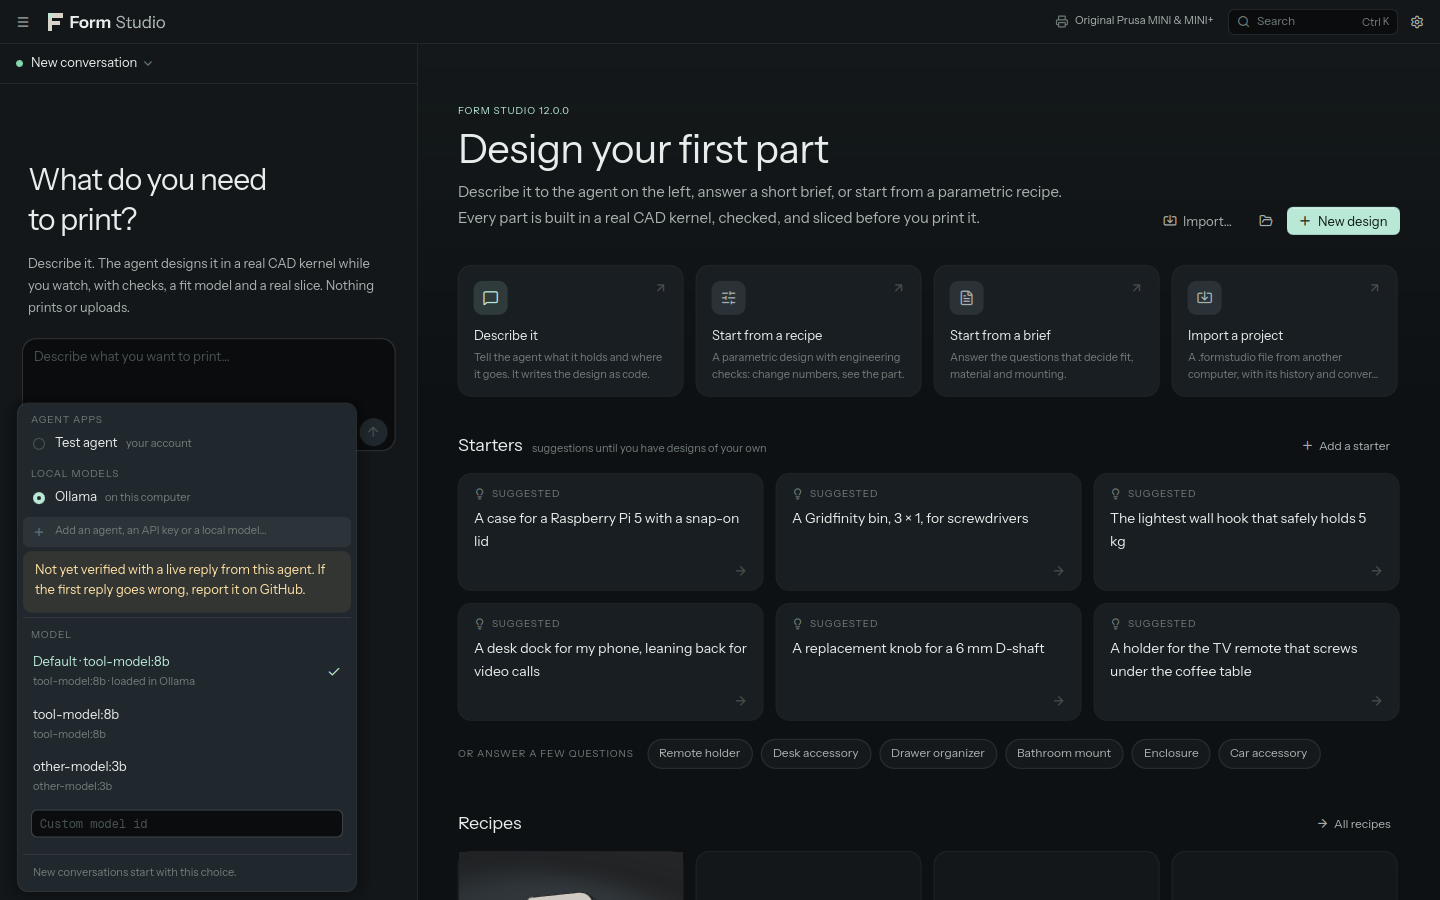 Form Studio
Original Prusa MINI & MINI+
Search
Ctrl K
New conversation
What do you need
to print?
Describe it. The agent designs it in a real CAD kernel while
you watch, with checks, a fit model and a real slice. Nothing
prints or uploads.
Describe what you want to print...
AGENT APPS
Test agent your account
LOCAL MODELS
Ollama on this computer
Add an agent, an API key or a local model...
Not yet verified with a live reply from this agent. If
the first reply goes wrong, report it on GitHub.
MODEL
Default · tool-model:8b
tool-model:8b · loaded in Ollama
tool-model:8b
tool-model:8b
other-model:3b
other-model:3b
Custom model id
New conversations start with this choice.
FORM STUDIO 12.0.0
Design your first part
Describe it to the agent on the left, answer a short brief, or start from a parametric recipe.
Every part is built in a real CAD kernel, checked, and sliced before you print it.
Import...
New design
Describe it
Tell the agent what it holds and where
it goes. It writes the design as code.
Start from a recipe
A parametric design with engineering
checks: change numbers, see the part.
Start from a brief
Answer the questions that decide fit,
material and mounting.
Import a project
A .formstudio file from another
computer, with its history and conver...
Starters suggestions until you have designs of your own
Add a starter
SUGGESTED
A case for a Raspberry Pi 5 with a snap-on
lid
SUGGESTED
A Gridfinity bin, 3 × 1, for screwdrivers
SUGGESTED
The lightest wall hook that safely holds 5
kg
SUGGESTED
A desk dock for my phone, leaning back for
video calls
SUGGESTED
A replacement knob for a 6 mm D-shaft
SUGGESTED
A holder for the TV remote that screws
under the coffee table
OR ANSWER A FEW QUESTIONS
Remote holder
Desk accessory
Drawer organizer
Bathroom mount
Enclosure
Car accessory
Recipes
All recipes